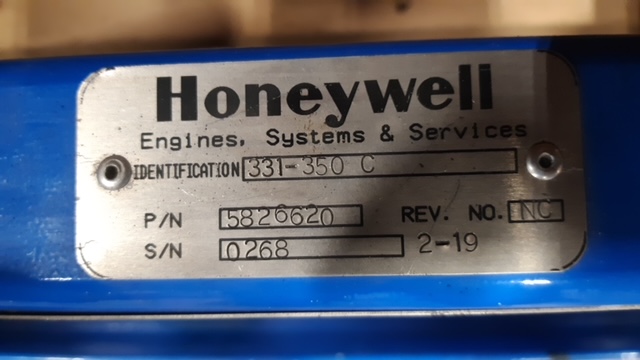 Honeywell
Engines, Systems & Services
IDENTIFICATION 331-350 C
P/N 5826620 REV. NO. NC
S/N 0268 2-19